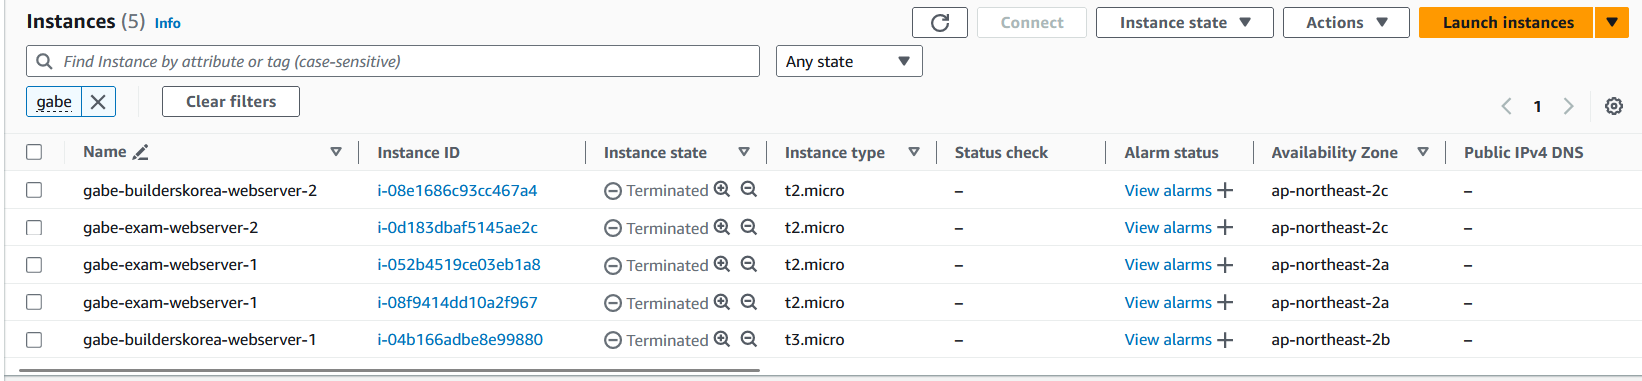 Instances (5) Info
Connect
Instance state
Actions
Launch instances
Find Instance by attribute or tag (case-sensitive)
Any state
gabe
Clear filters
1
Name Instance ID Instance state Instance type Status check Alarm status Availability Zone Public IPv4 DNS
gabe-builderskorea-webserver-2 i-08e1686c93cc467a4 Terminated t2.micro – View alarms + ap-northeast-2c –
gabe-exam-webserver-2 i-0d183dbaf5145ae2c Terminated t2.micro – View alarms + ap-northeast-2c –
gabe-exam-webserver-1 i-052b4519ce03eb1a8 Terminated t2.micro – View alarms + ap-northeast-2a –
gabe-exam-webserver-1 i-08f9414dd10a2f967 Terminated t2.micro – View alarms + ap-northeast-2a –
gabe-builderskorea-webserver-1 i-04b166adbe8e99880 Terminated t3.micro – View alarms + ap-northeast-2b –